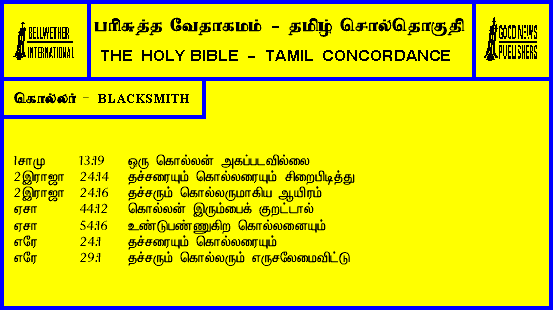 BELLWETHER
INTERNATIONAL
பரிசுத்த வேதாகமம் – தமிழ் சொல்தொகுதி
THE HOLY BIBLE – TAMIL CONCORDANCE
GOOD NEWS
PUBLISHERS
கொல்லர் – BLACKSMITH
1சாமு 13:19 ஒரு கொல்லன் அகப்படவில்லை
2இராஜா 24:14 தச்சரையும் கொல்லரையும் சிறைபிடித்து
2இராஜா 24:16 தச்சரும் கொல்லருமாகிய ஆயிரம்
ஏசா 44:12 கொல்லன் இரும்பைக் குறட்டால்
ஏசா 54:16 உண்டுபண்ணுகிற கொல்லனையும்
எரே 24:1 தச்சரையும் கொல்லரையும்
எரே 29:1 தச்சரும் கொல்லரும் எருசலேமைவிட்டு